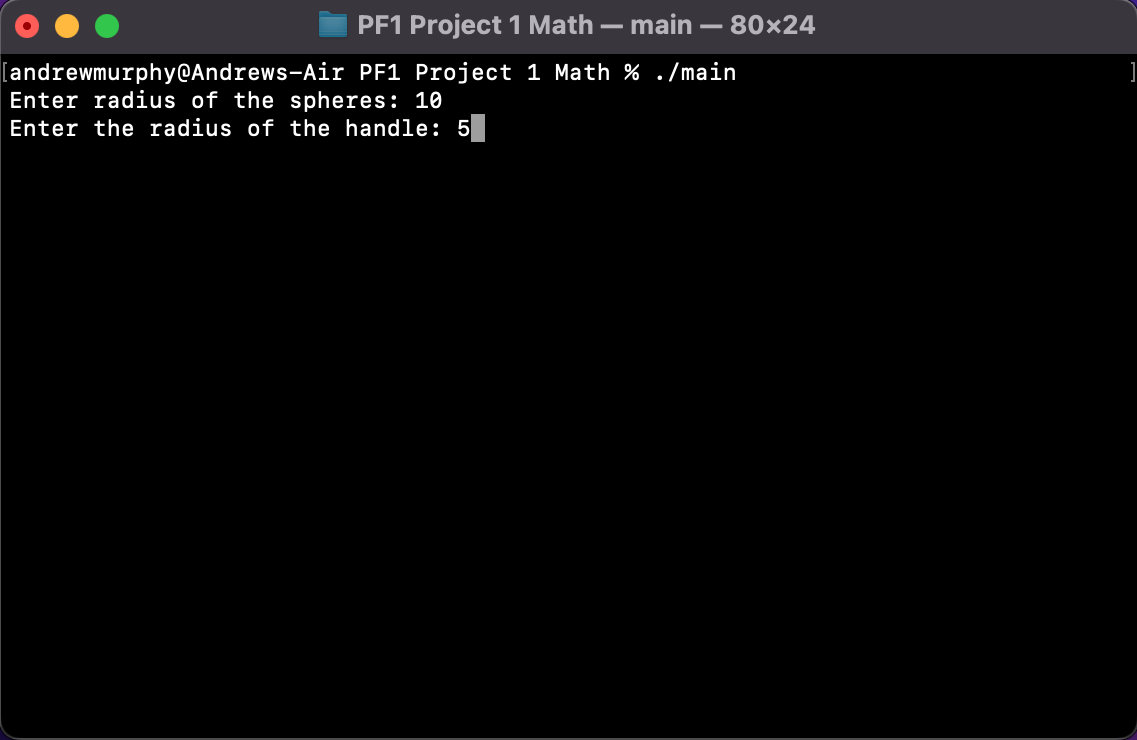 PF1 Project 1 Math — main — 80×24
[andrewmurphy@Andrews-Air PF1 Project 1 Math % ./main ]
Enter radius of the spheres: 10
Enter the radius of the handle: 5